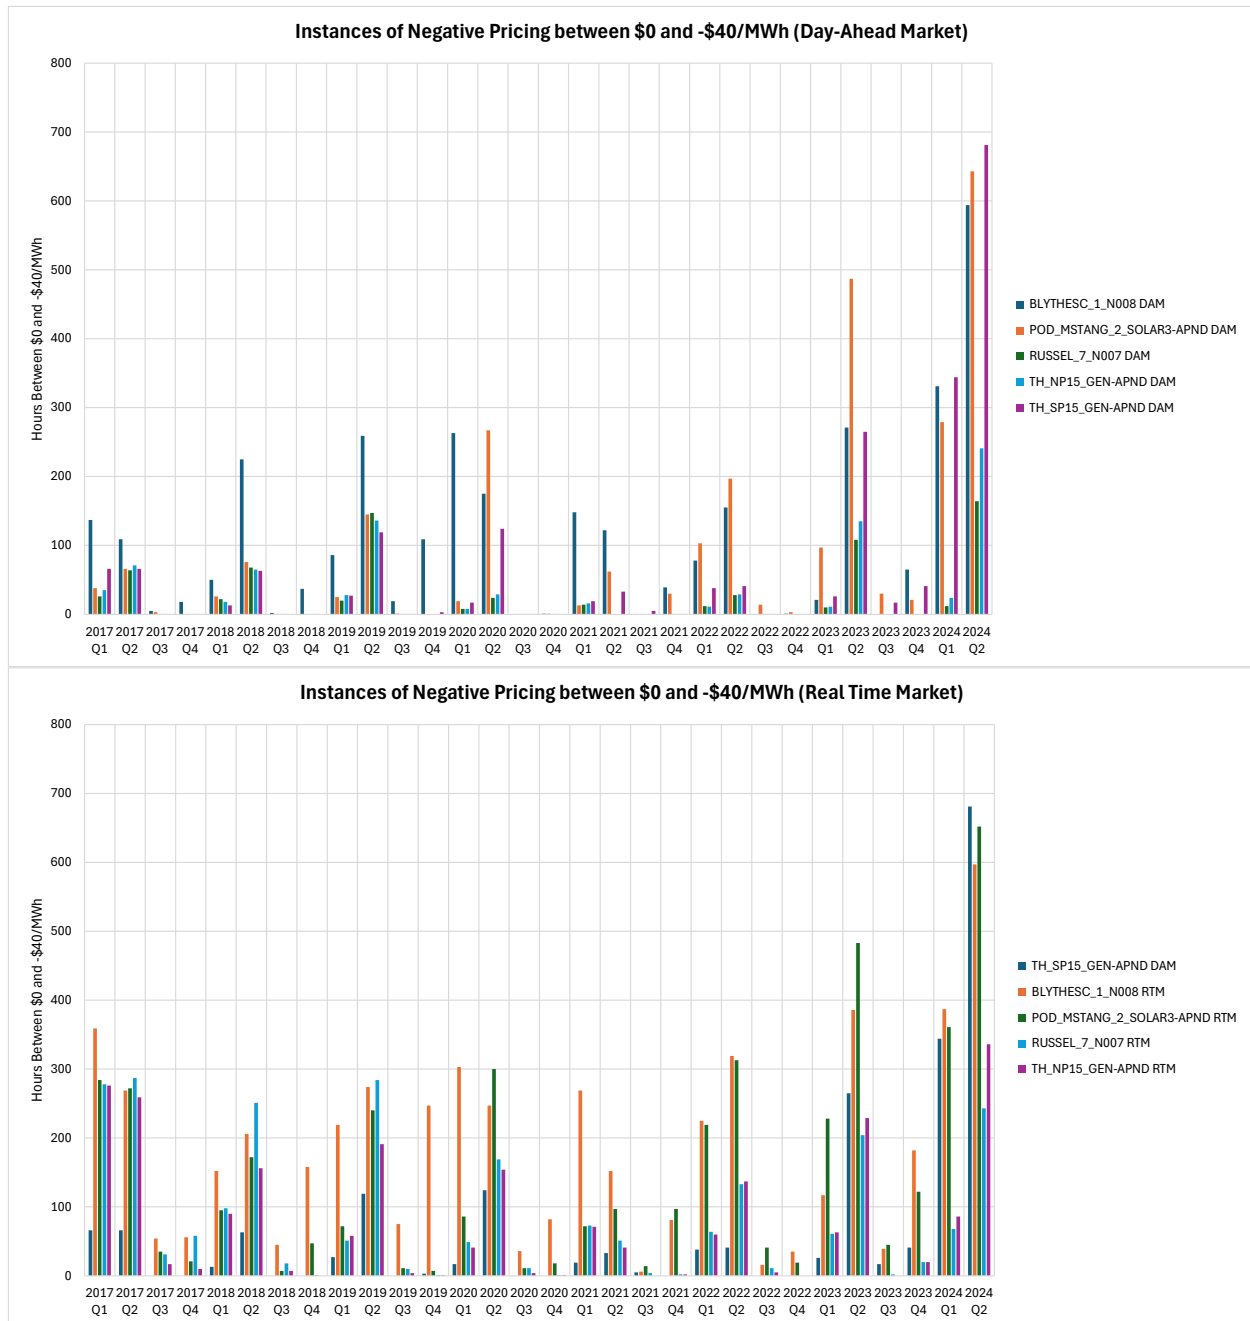 Instances of Negative Pricing between $0 and -$40/MWh (Day-Ahead Market)
Hours Between $0 and -$40/MWh
800
700
600
500
400
300
200
100
0
2017 2017 2017 2017 2018 2018 2018 2018 2019 2019 2019 2019 2020 2020 2020 2020 2021 2021 2021 2021 2022 2022 2022 2022 2023 2023 2023 2023 2024 2024
Q1 Q2 Q3 Q4 Q1 Q2 Q3 Q4 Q1 Q2 Q3 Q4 Q1 Q2 Q3 Q4 Q1 Q2 Q3 Q4 Q1 Q2 Q3 Q4 Q1 Q2 Q3 Q4 Q1 Q2
BLYTHESC_1_N008 DAM
POD_MSTANG_2_SOLAR3-APND DAM
RUSSEL_7_N007 DAM
TH_NP15_GEN-APND DAM
TH_SP15_GEN-APND DAM
Instances of Negative Pricing between $0 and -$40/MWh (Real Time Market)
Hours Between $0 and -$40/MWh
800
700
600
500
400
300
200
100
0
2017 2017 2017 2017 2018 2018 2018 2018 2019 2019 2019 2019 2020 2020 2020 2020 2021 2021 2021 2021 2022 2022 2022 2022 2023 2023 2023 2023 2024 2024
Q1 Q2 Q3 Q4 Q1 Q2 Q3 Q4 Q1 Q2 Q3 Q4 Q1 Q2 Q3 Q4 Q1 Q2 Q3 Q4 Q1 Q2 Q3 Q4 Q1 Q2 Q3 Q4 Q1 Q2
TH_SP15_GEN-APND DAM
BLYTHESC_1_N008 RTM
POD_MSTANG_2_SOLAR3-APND RTM
RUSSEL_7_N007 RTM
TH_NP15_GEN-APND RTM